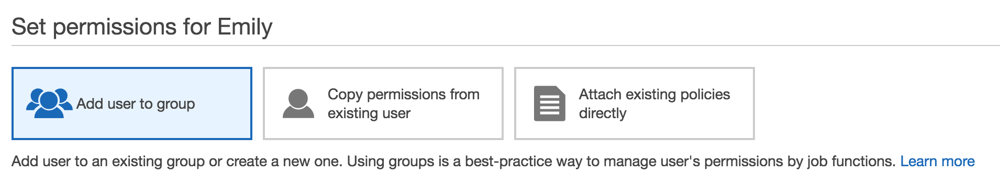 Set permissions for Emily
Add user to group
Copy permissions from
existing user
Attach existing policies
directly
Add user to an existing group or create a new one. Using groups is a best-practice way to manage user's permissions by job functions. Learn more